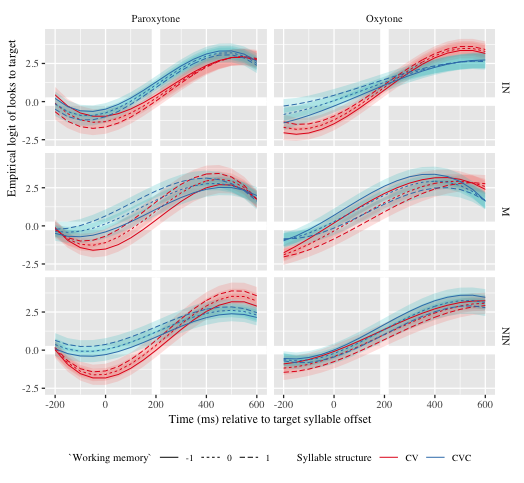 Paroxytone Oxytone
Empirical logit of looks to target
2.5
0.0
-2.5
IN
2.5
0.0
-2.5
M
2.5
0.0
-2.5
NIN
-200 0 200 400 600 -200 0 200 400 600
Time (ms) relative to target syllable offset
`Working memory` -1 0 1 Syllable structure CV CVC